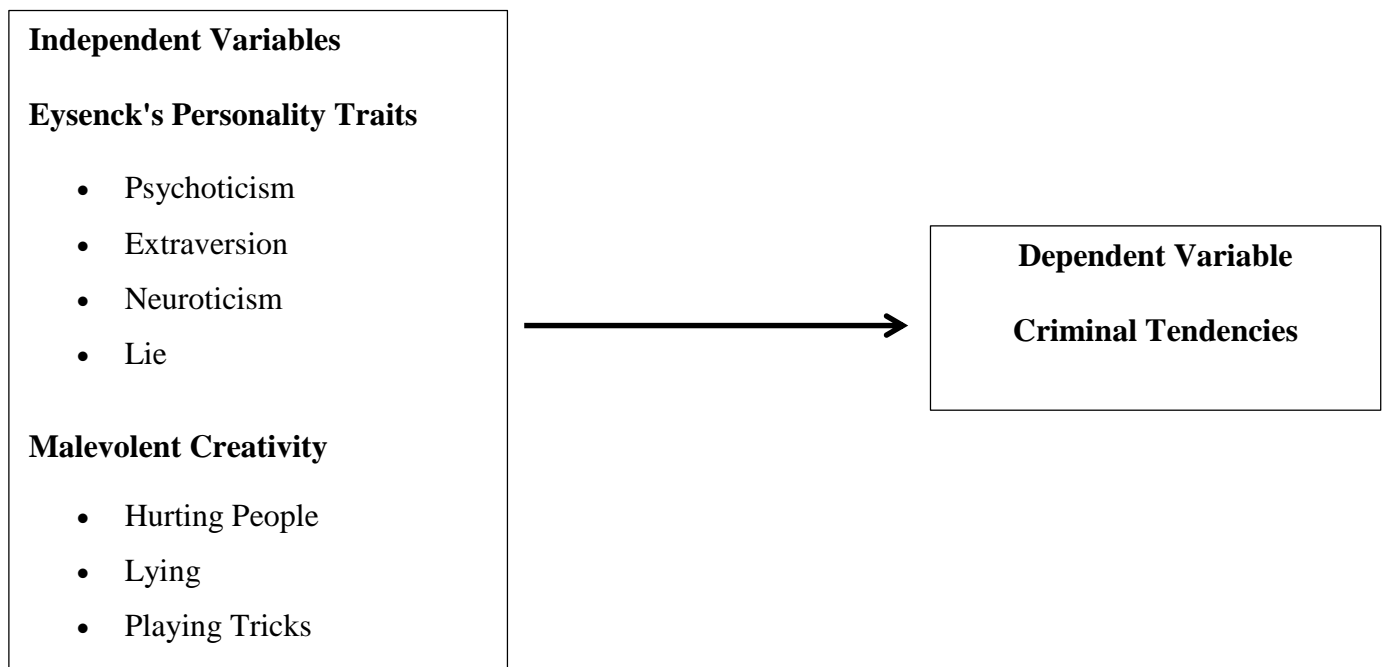 Independent Variables
Eysenck's Personality Traits
• Psychoticism
• Extraversion
• Neuroticism
• Lie
Malevolent Creativity
• Hurting People
• Lying
• Playing Tricks
Dependent Variable
Criminal Tendencies